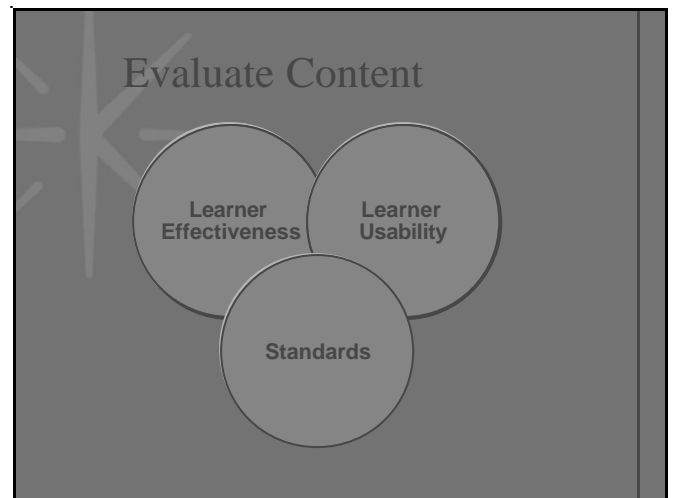 Evaluate Content
Learner
Effectiveness
Learner
Usability
Standards